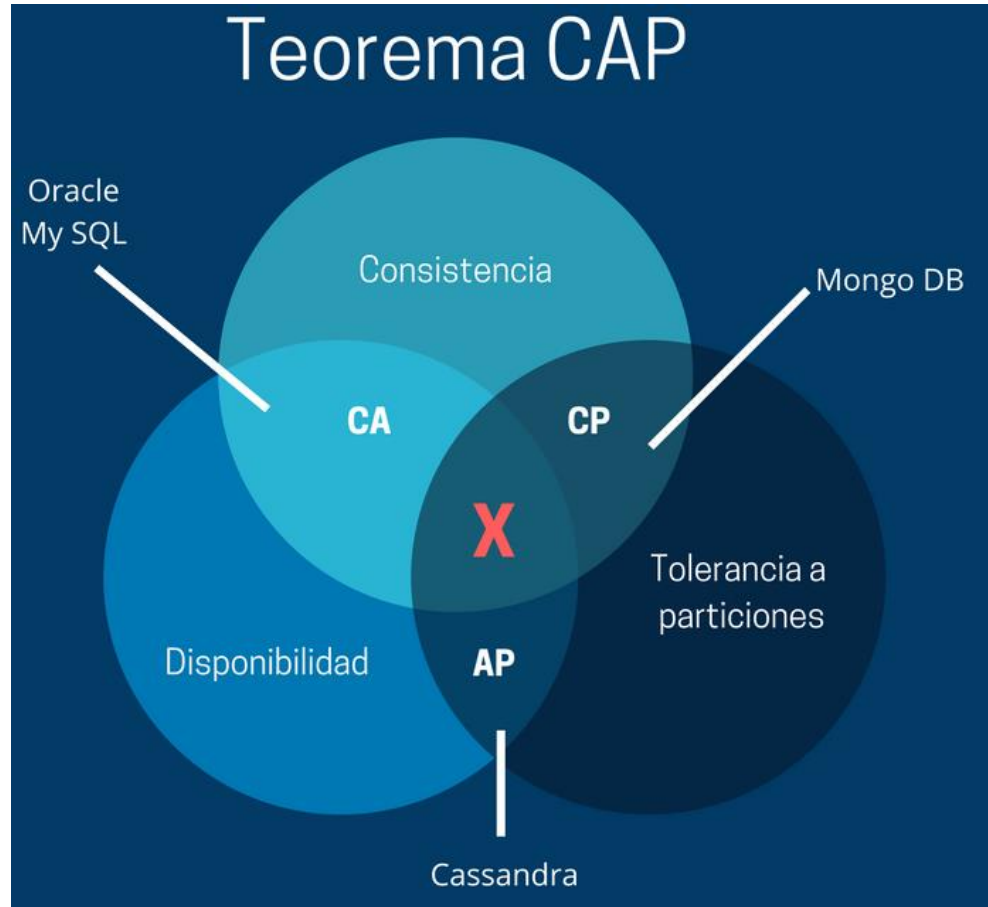 Teorema CAP
Oracle
My SQL
Consistencia
Mongo DB
CA
CP
X
Tolerancia a
particiones
Disponibilidad
AP
Cassandra